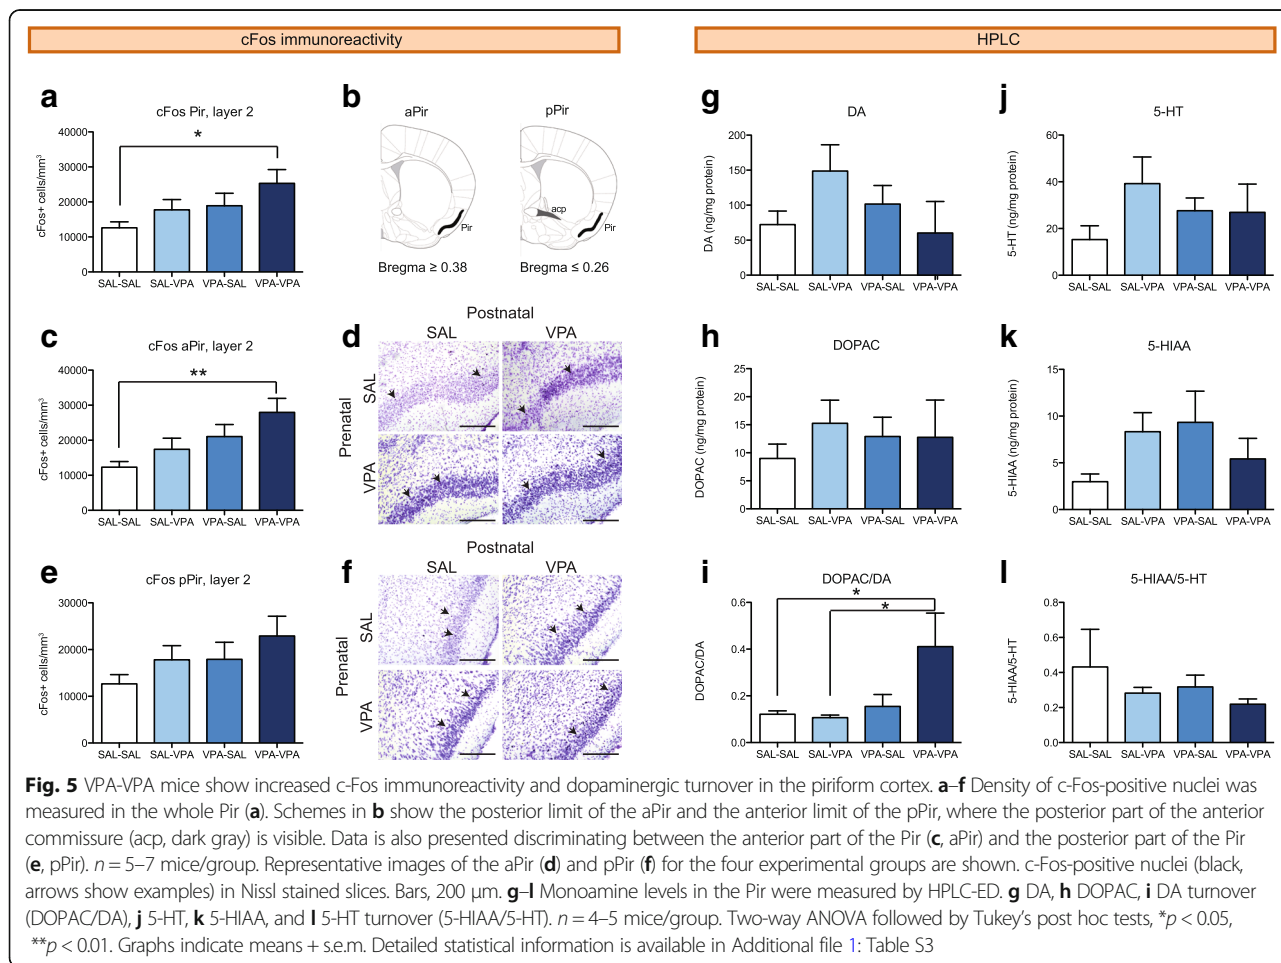 cFos immunoreactivity
HPLC
a
cFos Pir, layer 2
cFos+ cells/mm³
40000
30000
20000
10000
0
*
SAL-SAL SAL-VPA VPA-SAL VPA-VPA
b
aPir
pPir
Pir
acp
Pir
Bregma ≥ 0.38
Bregma ≤ 0.26
c
cFos aPir, layer 2
cFos+ cells/mm³
40000
30000
20000
10000
0
**
SAL-SAL SAL-VPA VPA-SAL VPA-VPA
d
Postnatal
SAL VPA
Prenatal
SAL
VPA
e
cFos pPir, layer 2
cFos+ cells/mm³
30000
20000
10000
0
SAL-SAL SAL-VPA VPA-SAL VPA-VPA
f
Postnatal
SAL VPA
Prenatal
SAL
VPA
g
DA
DA (ng/mg protein)
200
150
100
50
0
SAL-SAL SAL-VPA VPA-SAL VPA-VPA
h
DOPAC
DOPAC (ng/mg protein)
25
20
15
10
5
0
SAL-SAL SAL-VPA VPA-SAL VPA-VPA
i
DOPAC/DA
DOPAC/DA
0.6
0.4
0.2
0.0
*
*
SAL-SAL SAL-VPA VPA-SAL VPA-VPA
j
5-HT
5-HT (ng/mg protein)
60
40
20
0
SAL-SAL SAL-VPA VPA-SAL VPA-VPA
k
5-HIAA
5-HIAA (ng/mg protein)
15
10
5
0
SAL-SAL SAL-VPA VPA-SAL VPA-VPA
l
5-HIAA/5-HT
5-HIAA/5-HT
0.8
0.6
0.4
0.2
0.0
SAL-SAL SAL-VPA VPA-SAL VPA-VPA
Fig. 5 VPA-VPA mice show increased c-Fos immunoreactivity and dopaminergic turnover in the piriform cortex. a–f Density of c-Fos-positive nuclei was
measured in the whole Pir (a). Schemes in b show the posterior limit of the aPir and the anterior limit of the pPir, where the posterior part of the anterior
commissure (acp, dark gray) is visible. Data is also presented discriminating between the anterior part of the Pir (c, aPir) and the posterior part of the Pir
(e, pPir). n = 5–7 mice/group. Representative images of the aPir (d) and pPir (f) for the four experimental groups are shown. c-Fos-positive nuclei (black,
arrows show examples) in Nissl stained slices. Bars, 200 μm. g–l Monoamine levels in the Pir were measured by HPLC-ED. g DA, h DOPAC, i DA turnover
(DOPAC/DA), j 5-HT, k 5-HIAA, and l 5-HT turnover (5-HIAA/5-HT). n = 4–5 mice/group. Two-way ANOVA followed by Tukey’s post hoc tests, *p < 0.05,
**p < 0.01. Graphs indicate means + s.e.m. Detailed statistical information is available in Additional file 1: Table S3